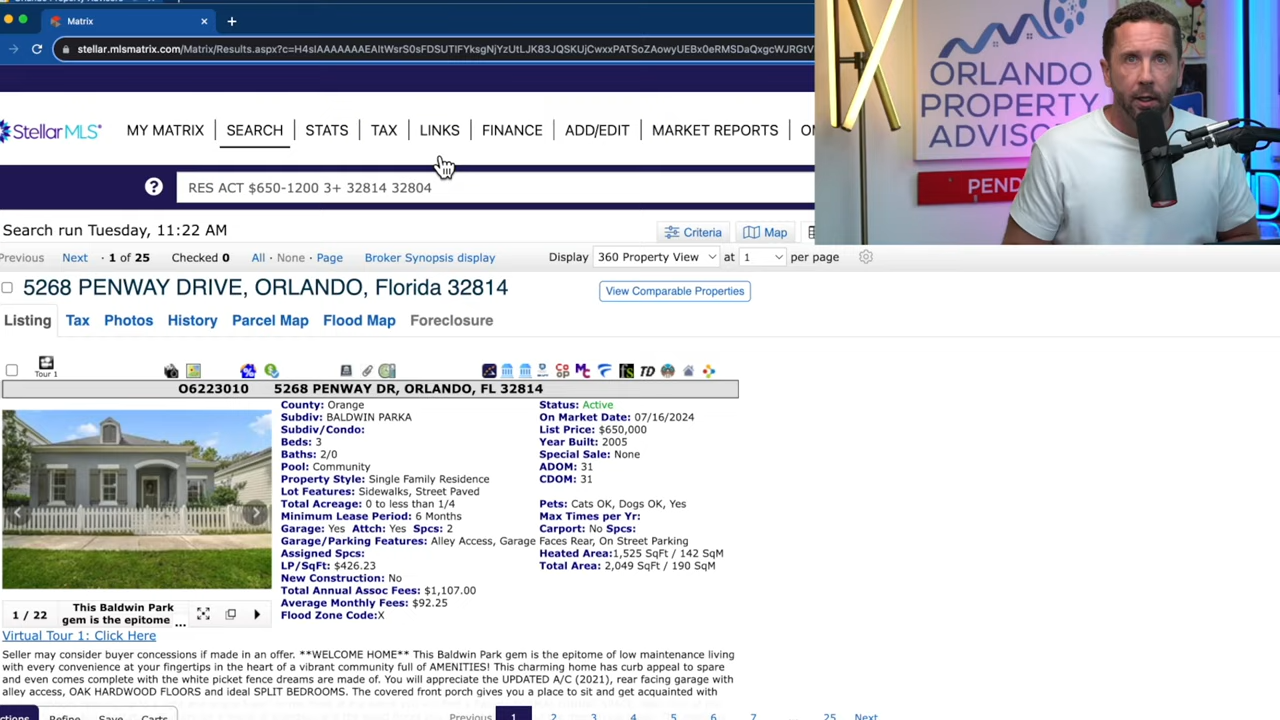 Matrix
stellar.mlsmatrix.com/Matrix/Results.aspx?c=
StellarMLS
MY MATRIX
SEARCH
STATS
TAX
LINKS
FINANCE
ADD/EDIT
MARKET REPORTS
RES ACT $650-1200 3+ 32814 32804
Search run Tuesday, 11:22 AM
Criteria
Map
Previous Next · 1 of 25 Checked 0 All · None · Page Broker Synopsis display Display 360 Property View at 1 per page
5268 PENWAY DRIVE, ORLANDO, Florida 32814
View Comparable Properties
Listing Tax Photos History Parcel Map Flood Map Foreclosure
Tour 1
TD
O6223010 5268 PENWAY DR, ORLANDO, FL 32814
County: Orange
Subdiv: BALDWIN PARKA
Subdiv/Condo:
Beds: 3
Baths: 2/0
Pool: Community
Property Style: Single Family Residence
Lot Features: Sidewalks, Street Paved
Total Acreage: 0 to less than 1/4
Minimum Lease Period: 6 Months
Garage: Yes Attch: Yes Spcs: 2
Garage/Parking Features: Alley Access, Garage Faces Rear, On Street Parking
Assigned Spcs:
LP/SqFt: $426.23
New Construction: No
Total Annual Assoc Fees: $1,107.00
Average Monthly Fees: $92.25
Flood Zone Code:X
Status: Active
On Market Date: 07/16/2024
List Price: $650,000
Year Built: 2005
Special Sale: None
ADOM: 31
CDOM: 31
Pets: Cats OK, Dogs OK, Yes
Max Times per Yr:
Carport: No Spcs:
Heated Area:1,525 SqFt / 142 SqM
Total Area: 2,049 SqFt / 190 SqM
1 / 22
This Baldwin Park
gem is the epitome ...
Virtual Tour 1: Click Here
Seller may consider buyer concessions if made in an offer. **WELCOME HOME** This Baldwin Park gem is the epitome of low maintenance living
with every convenience at your fingertips in the heart of a vibrant community full of AMENITIES! This charming home has curb appeal to spare
and even comes complete with the white picket fence dreams are made of. You will appreciate the UPDATED A/C (2021), rear facing garage with
alley access, OAK HARDWOOD FLOORS and ideal SPLIT BEDROOMS. The covered front porch gives you a place to sit and get acquainted with
Refine Save Carts
Previous 1 2 3 4 5 6 7 ... 25 Next
ORLANDO
PROPERTY
ADVISO
PEND